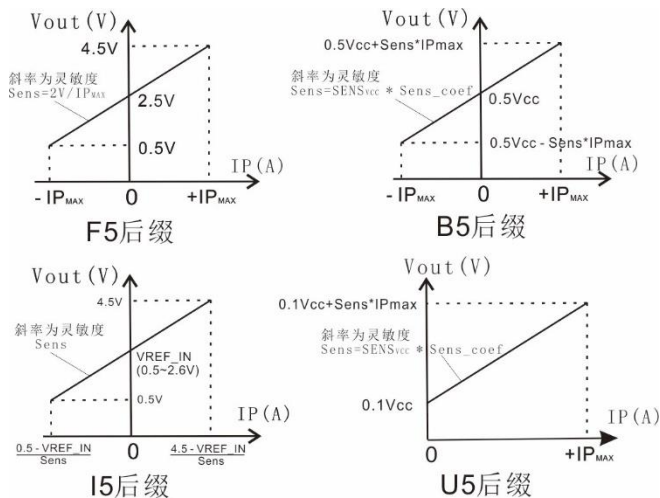 Vout(V)
4.5V
斜率为灵敏度
Sens=2V/IPMAX
2.5V
0.5V
IP(A)
- IPMAX
0
+IPMAX
F5后缀
Vout(V)
0.5Vcc+Sens*IPmax
斜率为灵敏度
Sens=SENSvcc * Sens_coef
0.5Vcc
0.5Vcc-Sens*IPmax
IP(A)
- IPMAX
0
+IPMAX
B5后缀
Vout(V)
4.5V
斜率为灵敏度
Sens
VREF_IN
(0.5~2.6V)
0.5V
IP(A)
0.5-VREF_IN
Sens
0
4.5-VREF_IN
Sens
I5后缀
Vout(V)
0.1Vcc+Sens*IPmax
斜率为灵敏度
Sens=SENSvcc * Sens_coef
0.1Vcc
IP(A)
0
+IPMAX
U5后缀